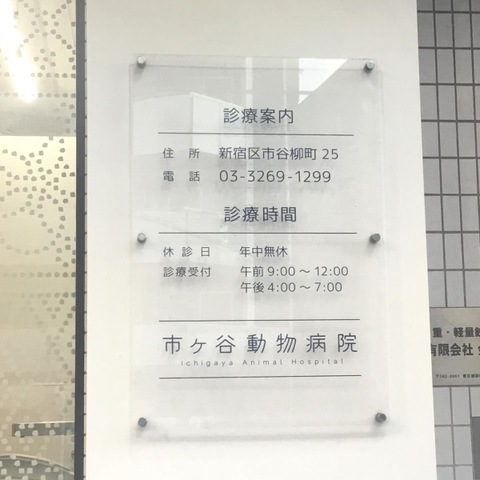 診療案内
住 所 新宿区市谷柳町 25
電 話 03-3269-1299
診療時間
休 診 日 年中無休
診療受付 午前 9:00 〜 12:00
午後 4:00 〜 7:00
市ヶ谷動物病院
Ichigaya Animal Hospital
重・軽量
有限会社